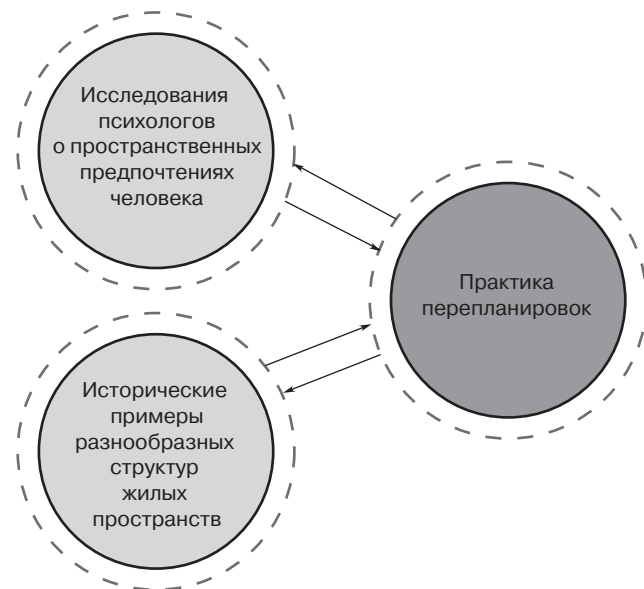 Исследования
психологов
о пространственных
предпочтениях
человека
Практика
перепланировок
Исторические
примеры
разнообразных
структур
жилых
пространств